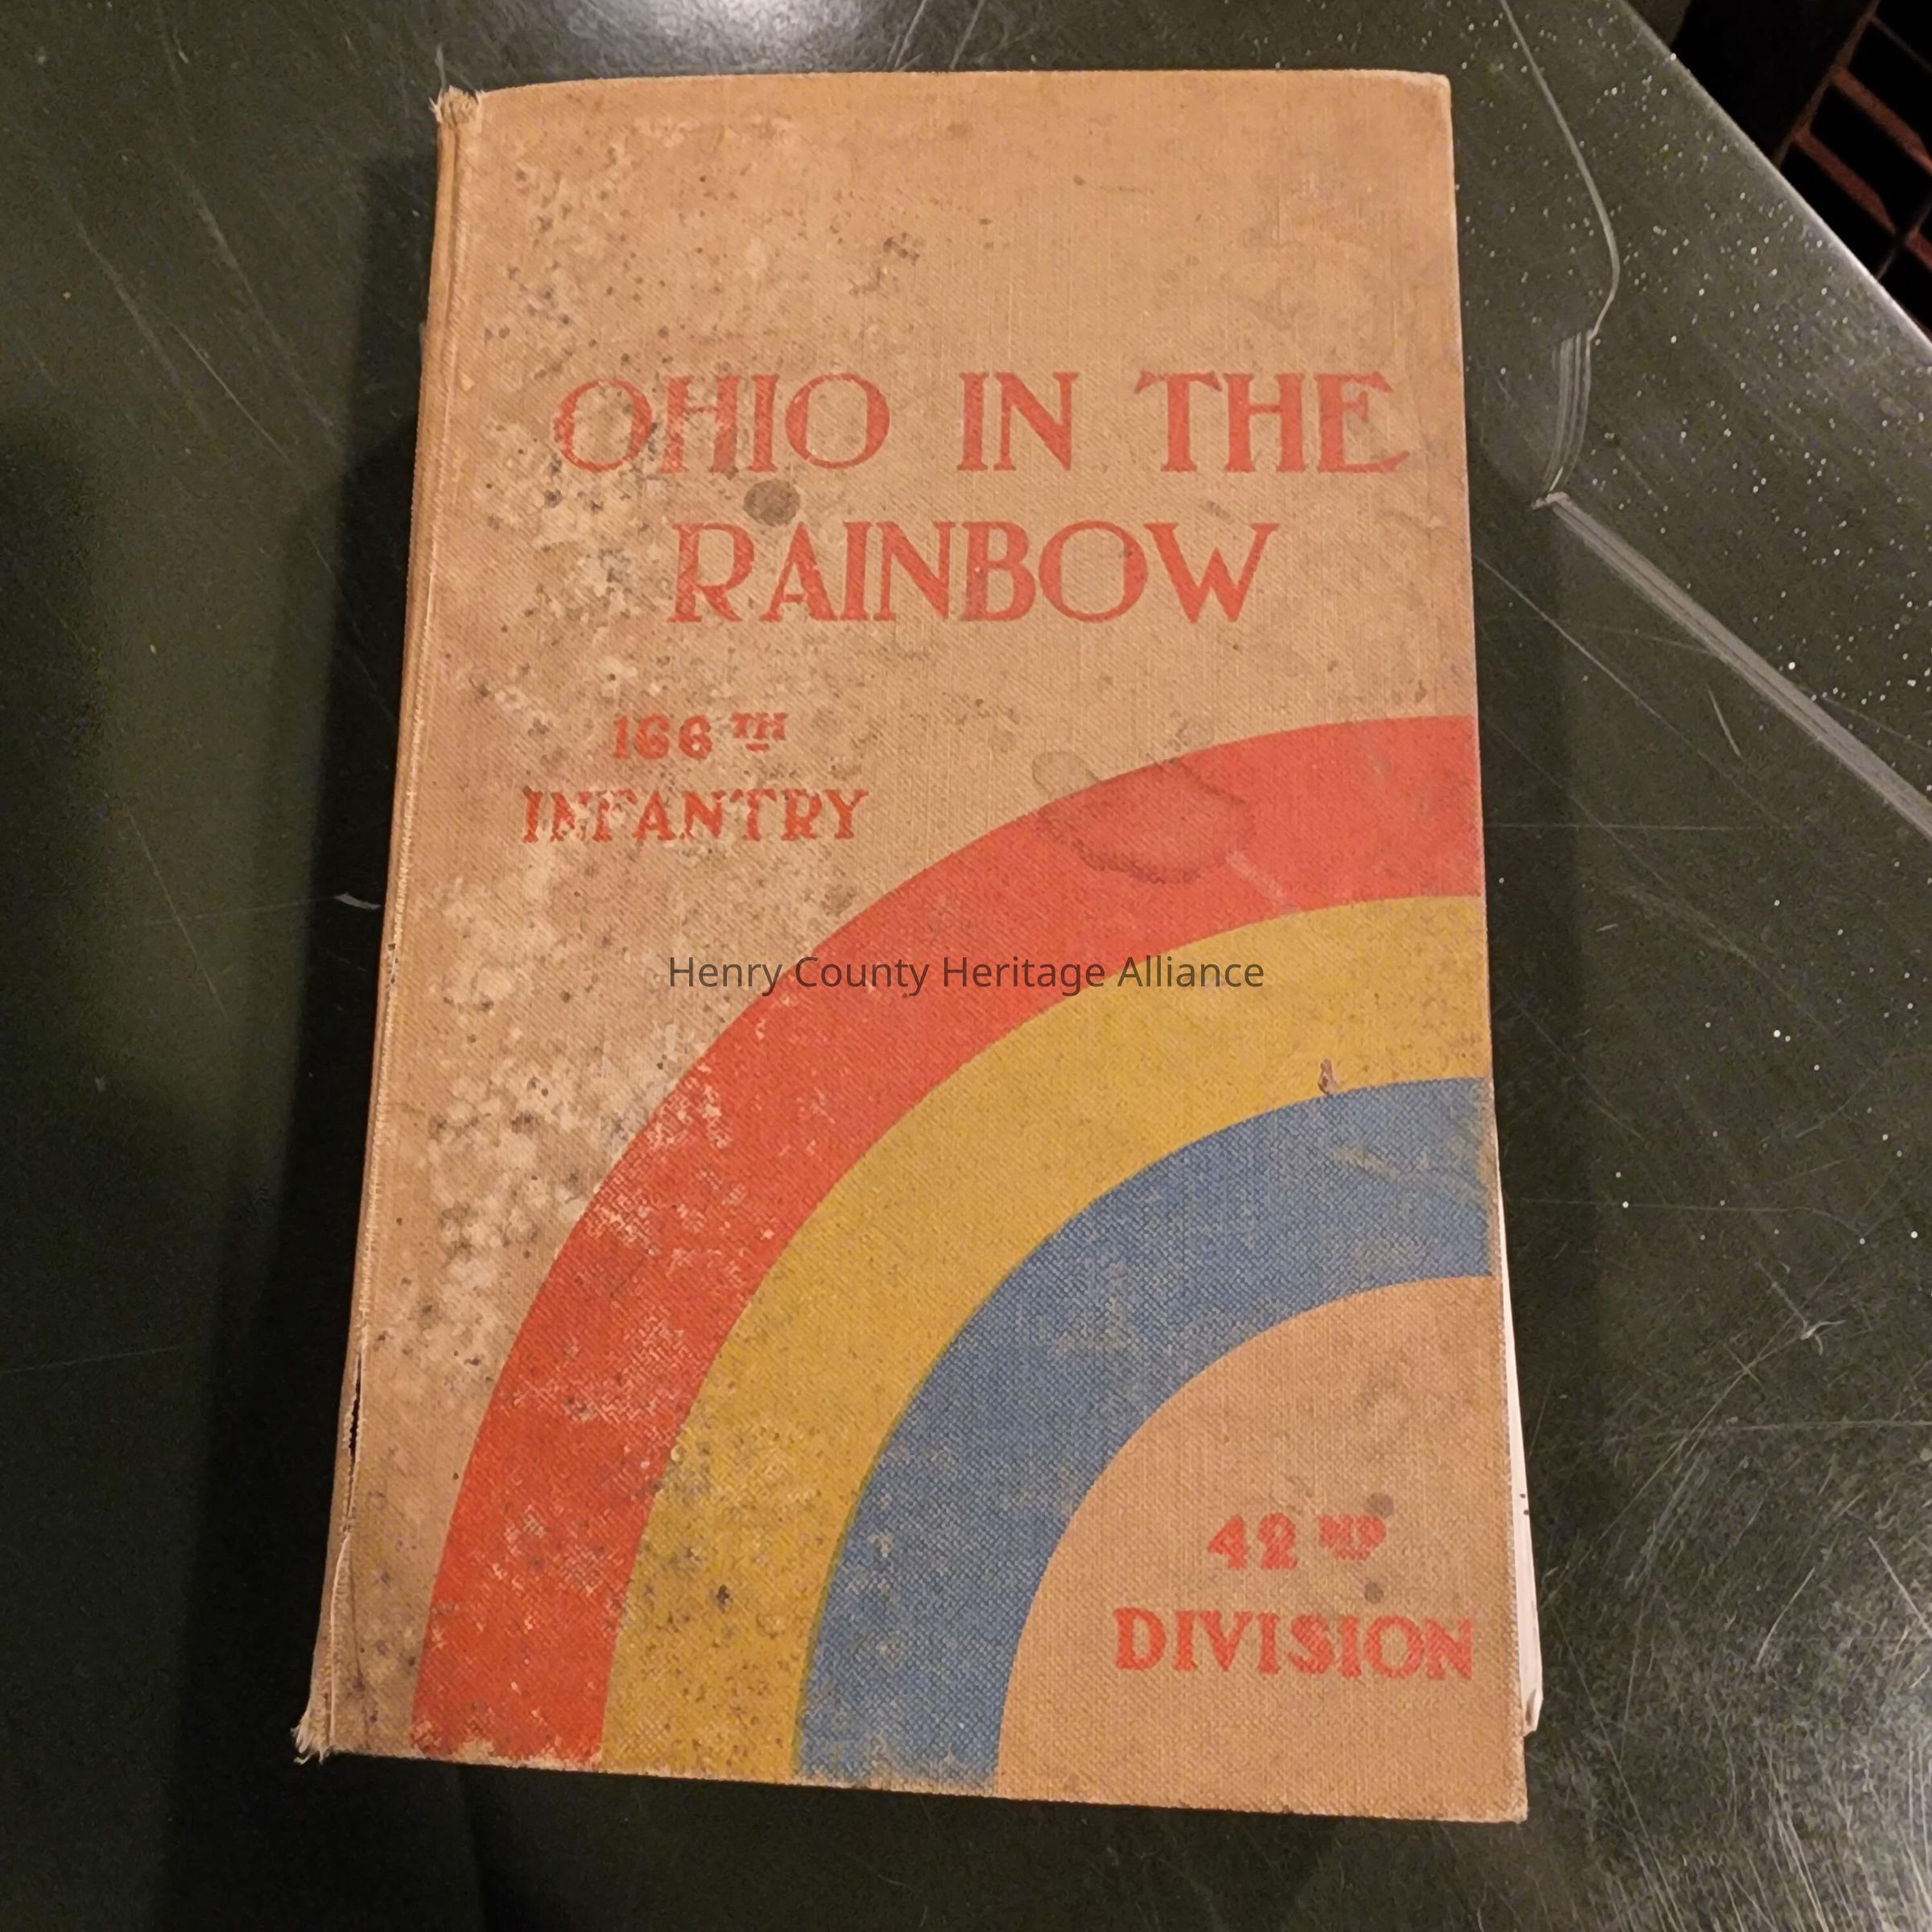 OHIO IN THE
RAINBOW
166TH
INFANTRY
Henry County Heritage Alliance
42ND
DIVISION